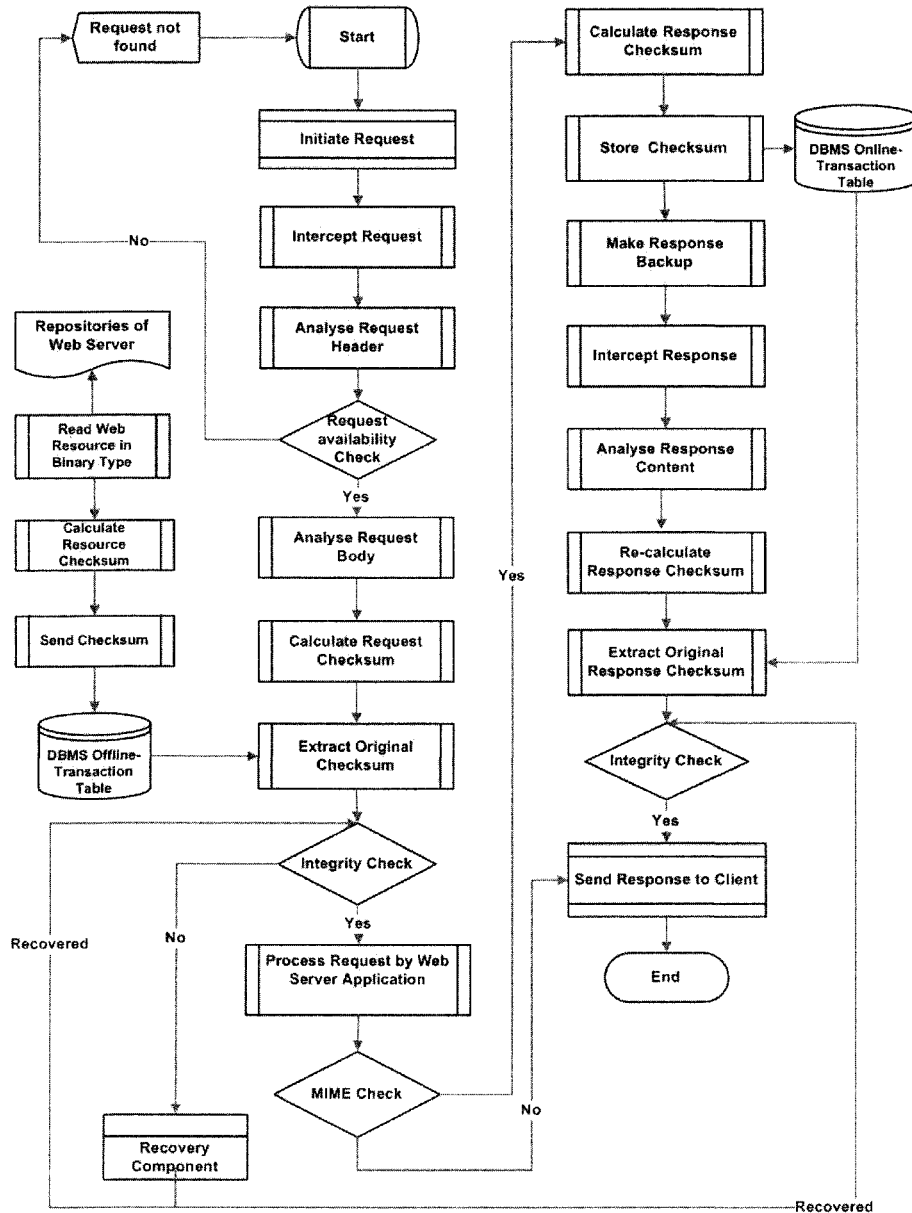 Request not
found
Start
Initiate Request
Intercept Request
No
Analyse Request
Header
Repositories of
Web Server
Request
availability
Check
Read Web
Resource in
Binary Type
Yes
Analyse Request
Body
Calculate
Resource
Checksum
Calculate Request
Checksum
Send Checksum
DBMS Offline-
Transaction
Table
Extract Original
Checksum
Integrity Check
Recovered
No
Yes
Process Request by Web
Server Application
MIME Check
Recovery
Component
Yes
No
Calculate Response
Checksum
Store Checksum
DBMS Online-
Transaction
Table
Make Response
Backup
Intercept Response
Analyse Response
Content
Re-calculate
Response Checksum
Extract Original
Response Checksum
Integrity Check
Yes
Send Response to Client
End
Recovered